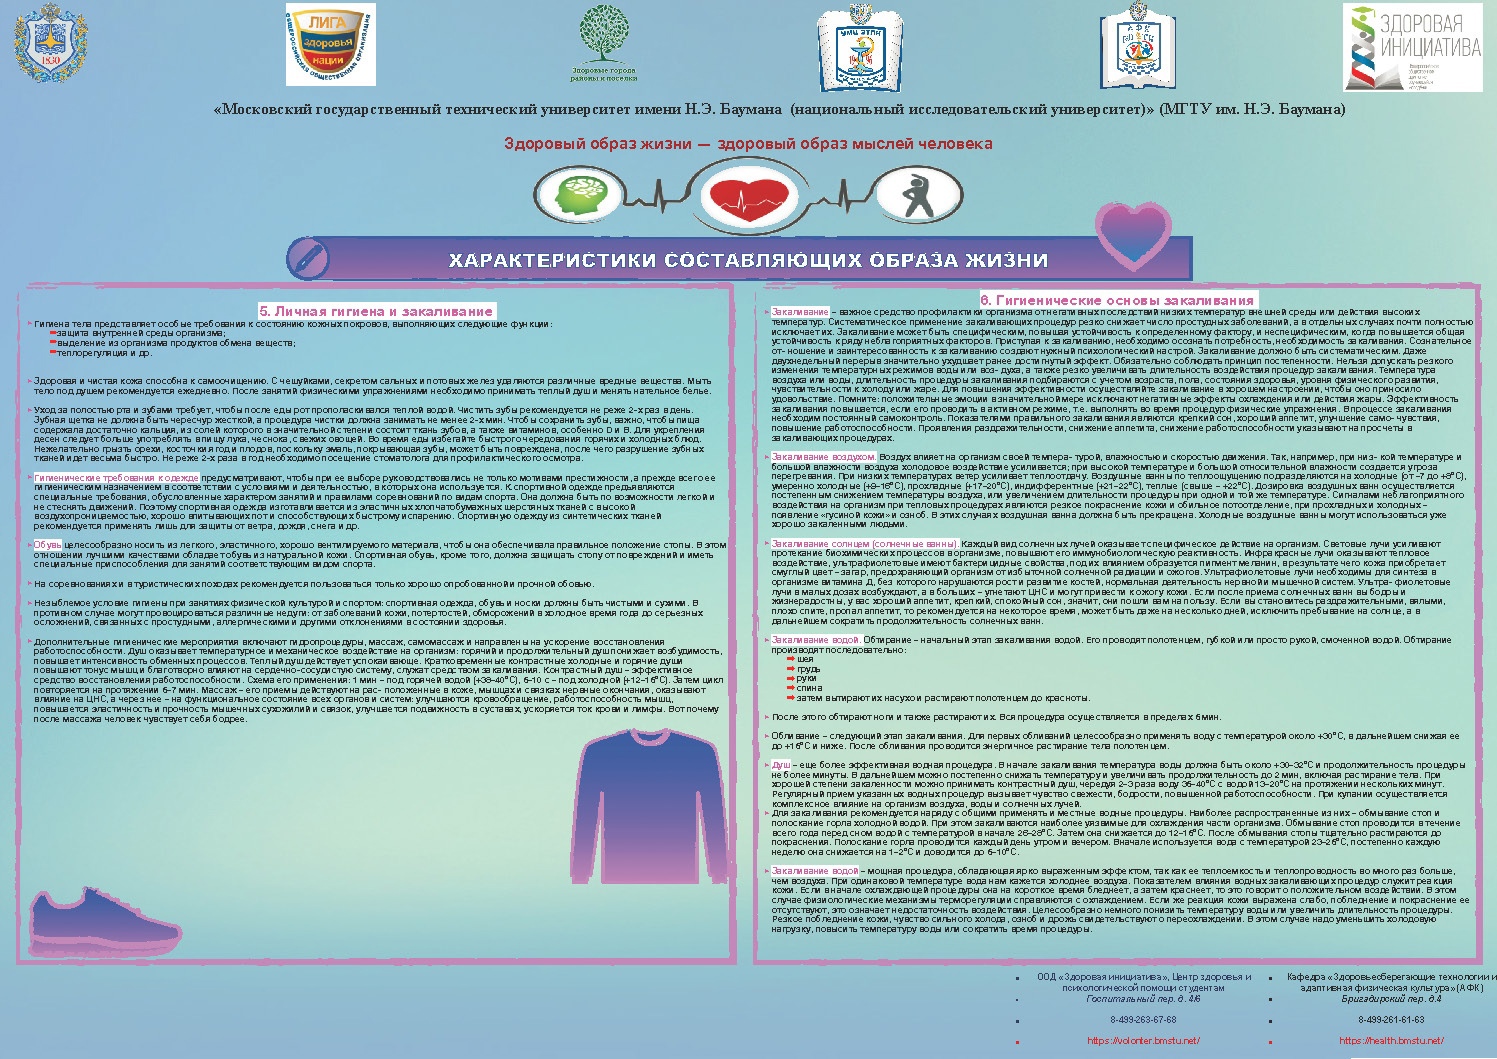 1830
ЛИГА
здоровья
нации
ОБЩЕРОССИЙСКАЯ ОБЩЕСТВЕННАЯ ОРГАНИЗАЦИЯ
Здоровые города
районы и поселки
УМЦ ЭТПН
АФК
ЗДОРОВАЯ
ИНИЦИАТИВА
«Московский государственный технический университет имени Н.Э. Баумана (национальный исследовательский университет)» (МГТУ им. Н.Э. Баумана)
Здоровый образ жизни — здоровый образ мыслей человека
ХАРАКТЕРИСТИКИ СОСТАВЛЯЮЩИХ ОБРАЗА ЖИЗНИ
5. Личная гигиена и закаливание
Гигиена тела представляет особые требования к состоянию кожных покровов, выполняющих следующие функции:
защита внутренней среды организма;
выделение из организма продуктов обмена веществ;
теплорегуляция и др.
Здоровая и чистая кожа способна к самоочищению. С чешуйками, секретом сальных и потовых желез удаляются различные вредные вещества. Мыть
тело под душем рекомендуется ежедневно. После занятий физическими упражнениями необходимо принимать теплый душ и менять нательное белье.
Уход за полостью рта и зубами требует, чтобы после еды рот прополаскивался теплой водой. Чистить зубы рекомендуется не реже 2-х раз в день.
Зубная щетка не должна быть чересчур жесткой, а процедура чистки должна занимать не менее 2-х мин. Чтобы сохранить зубы, важно, чтобы пища
содержала достаточно кальция, из солей которого в значительной степени состоит ткань зубов, а также витаминов, особенно D и B. Для укрепления
десен следует больше употреблять в пищу лука, чеснока, свежих овощей. Во время еды избегайте быстрого чередования горячих и холодных блюд.
Нежелательно грызть орехи, косточки ягод и плодов, поскольку эмаль, покрывающая зубы, может быть повреждена, после чего разрушение зубных
тканей идет весьма быстро. Не реже 2-х раз в год необходимо посещение стоматолога для профилактического осмотра.
Гигиенические требования к одежде предусматривают, чтобы при ее выборе руководствовались не только мотивами престижности, а прежде всего ее
гигиеническим назначением в соответствии с условиями и деятельностью, в которых она используется. К спортивной одежде предъявляются
специальные требования, обусловленные характером занятий и правилами соревнований по видам спорта. Она должна быть по возможности легкой и
не стеснять движений. Поэтому спортивная одежда изготавливается из эластичных хлопчатобумажных шерстяных тканей с высокой
воздухопроницаемостью, хорошо впитывающих пот и способствующих быстрому испарению. Спортивную одежду из синтетических тканей
рекомендуется применять лишь для защиты от ветра, дождя, снега и др.
Обувь целесообразно носить из легкого, эластичного, хорошо вентилируемого материала, чтобы она обеспечивала правильное положение стопы. В этом
отношении лучшими качествами обладает обувь из натуральной кожи. Спортивная обувь, кроме того, должна защищать стопу от повреждений и иметь
специальные приспособления для занятий соответствующим видом спорта.
На соревнованиях и в туристических походах рекомендуется пользоваться только хорошо опробованной и прочной обовью.
Незыблемое условие гигиены при занятиях физической культурой и спортом: спортивная одежда, обувь и носки должны быть чистыми и сухими. В
противном случае могут провоцироваться различные недуги: от заболеваний кожи, потертостей, обморожений в холодное время года до серьезных
осложнений, связанных с простудными, аллергическими и другими отклонениями в состоянии здоровья.
Дополнительные гигиенические мероприятия включают гидропроцедуры, массаж, самомассаж и направлены на ускорение восстановления
работоспособности. Душ оказывает температурное и механическое воздействие на организм: горячий и продолжительный душ понижает возбудимость,
повышает интенсивность обменных процессов. Теплый душ действует успокаивающе. Кратковременные контрастные холодные и горячие души
повышают тонус мышц и благотворно влияют на сердечно-сосудистую систему, служат средством закаливания. Контрастный душ – эффективное
средство восстановления работоспособности. Схема его применения: 1 мин – под горячей водой (+38-40°С), 6-10 с – под холодной (+12-16°С). Затем цикл
повторяется на протяжении 6-7 мин. Массаж – его приемы действуют на рас- положенные в коже, мышцах и связках нервные окончания, оказывают
влияние на ЦНС, а через нее – на функциональное состояние всех органов и систем: улучшаются кровообращение, работоспособность мышц,
повышается эластичность и прочность мышечных сухожилий и связок, улучшается подвижность в суставах, ускоряется ток крови и лимфы. Вот почему
после массажа человек чувствует себя бодрее.
6. Гигиенические основы закаливания
Закаливание – важное средство профилактики организма от негативных последствий низких температур внешней среды или действия высоких
температур. Систематическое применение закаливающих процедур резко снижает число простудных заболеваний, а в отдельных случаях почти полностью
исключает их. Закаливание может быть специфическим, повышая устойчивость к определенному фактору, и неспецифическим, когда повышается общая
устойчивость к ряду неблагоприятных факторов. Приступая к закаливанию, необходимо осознать потребность, необходимость закаливания. Сознательное
от- ношение и заинтересованность к закаливанию создают нужный психологический настрой. Закаливание должно быть систематическим. Даже
двухнедельный перерыв значительно ухудшает ранее достигнутый эффект. Обязательно соблюдать принцип постепенности. Нельзя допускать резкого
изменения температурных режимов воды или воз- духа, а также резко увеличивать длительность воздействия процедур закаливания. Температура
воздуха или воды, длительность процедуры закаливания подбираются с учетом возраста, пола, состояния здоровья, уровня физического развития,
чувствительности к холоду или жаре. Для повышения эффективности осуществляйте закаливание в хорошем настроении, чтобы оно приносило
удовольствие. Помните: положительные эмоции в значительной мере исключают негативные эффекты охлаждения или действия жары. Эффективность
закаливания повышается, если его проводить в активном режиме, т.е. выполнять во время процедур физические упражнения. В процессе закаливания
необходим постоянный самоконтроль. Показателями правильного закаливания являются крепкий сон, хороший аппетит, улучшение само- чувствия,
повышение работоспособности. Проявления раздражительности, снижение аппетита, снижение работоспособности указывают на просчеты в
закаливающих процедурах.
Закаливание воздухом. Воздух влияет на организм своей темпера- турой, влажностью и скоростью движения. Так, например, при низ- кой температуре и
большой влажности воздуха холодовое воздействие усиливается; при высокой температуре и большой относительной влажности создается угроза
перегревания. При низких температурах ветер усиливает теплоотдачу. Воздушные ванны по теплоощущению подразделяются на холодные (от –7 до +8°С),
умеренно холодные (+9–16°С), прохладные (+17–20°С), индифферентные (+21–22°С), теплые (свыше – +22°С). Дозировка воздушных ванн осуществляется
постепенным снижением температуры воздуха, или увеличением длительности процедуры при одной и той же температуре. Сигналами неблагоприятного
воздействия на организм при тепловых процедурах являются резкое покраснение кожи и обильное потоотделение, при прохладных и холодных –
появление «гусиной кожи» и озноб. В этих случаях воздушная ванна должна быть прекращена. Холодные воздушные ванны могут использоваться уже
хорошо закаленными людьми.
Закаливание солнцем (солнечные ванны). Каждый вид солнечных лучей оказывает специфическое действие на организм. Световые лучи усиливают
протекание биохимических процессов в организме, повышают его иммунобиологическую реактивность. Инфракрасные лучи оказывают тепловое
воздействие, ультрафиолетовые имеют бактерицидные свойства, под их влиянием образуется пигмент меланин, в результате чего кожа приобретает
смуглый цвет – загар, предохраняющий организм от избыточной солнечной радиации и ожогов. Ультрафиолетовые лучи необходимы для синтеза в
организме витамина Д, без которого нарушаются рост и развитие костей, нормальная деятельность нервной и мышечной систем. Ультра- фиолетовые
лучи в малых дозах возбуждают, а в больших – угнетают ЦНС и могут привести к ожогу кожи. Если после приема солнечных ванн вы бодры и
жизнерадостны, у вас хороший аппетит, крепкий, спокойный сон, значит, они пошли вам на пользу. Если вы становитесь раздражительными, вялыми,
плохо спите, пропал аппетит, то рекомендуется на некоторое время, может быть даже на несколько дней, исключить пребывание на солнце, а в
дальнейшем сократить продолжительность солнечных ванн.
Закаливание водой. Обтирание – начальный этап закаливания водой. Его проводят полотенцем, губкой или просто рукой, смоченной водой. Обтирание
производят последовательно:
шея
грудь
руки
спина
затем вытирают их насухо и растирают полотенцем до красноты.
После этого обтирают ноги и также растирают их. Вся процедура осуществляется в пределах 5 мин.
Обливание – следующий этап закаливания. Для первых обливаний целесообразно применять воду с температурой около +30°С, в дальнейшем снижая ее
до +16°С и ниже. После обливания проводится энергичное растирание тела полотенцем.
Душ – еще более эффективная водная процедура. В начале закаливания температура воды должна быть около +30–32°С и продолжительность процедуры
не более минуты. В дальнейшем можно постепенно снижать температуру и увеличивать продолжительность до 2 мин, включая растирание тела. При
хорошей степени закаленности можно принимать контрастный душ, чередуя 2–3 раза воду 35–40°С с водой 13–20°С на протяжении нескольких минут.
Регулярный прием указанных водных процедур вызывает чувство свежести, бодрости, повышенной работоспособности. При купании осуществляется
комплексное влияние на организм воздуха, воды и солнечных лучей.
Для закаливания рекомендуется наряду с общими применять и местные водные процедуры. Наиболее распространенные из них – обмывание стоп и
полоскание горла холодной водой. При этом закаливаются наиболее уязвимые для охлаждения части организма. Обмывание стоп проводится в течение
всего года перед сном водой с температурой в начале 26–28°С. Затем она снижается до 12–16°С. После обмывания стопы тщательно растираются до
покраснения. Полоскание горла проводится каждый день утром и вечером. Вначале используется вода с температурой 23–25°С, постепенно каждую
неделю она снижается на 1–2°С и доводится до 5–10°С.
Закаливание водой – мощная процедура, обладающая ярко выраженным эффектом, так как ее теплоемкость и теплопроводность во много раз больше,
чем воздуха. При одинаковой температуре вода нам кажется холоднее воздуха. Показателем влияния водных закаливающих процедур служит реакция
кожи. Если в начале охлаждающей процедуры она на короткое время бледнеет, а затем краснеет, то это говорит о положительном воздействии. В этом
случае физиологические механизмы терморегуляции справляются с охлаждением. Если же реакция кожи выражена слабо, побледнение и покраснение ее
отсутствуют, это означает недостаточность воздействия. Целесообразно немного понизить температуру воды или увеличить длительность процедуры.
Резкое побледнение кожи, чувство сильного холода, озноб и дрожь свидетельствуют о переохлаждении. В этом случае надо уменьшить холодовую
нагрузку, повысить температуру воды или сократить время процедуры.
ООД «Здоровая инициатива», Центр здоровья и
психологической помощи студентам
Госпитальный пер. д. 4/6
8-499-263-67-68
https://volonter.bmstu.net/
Кафедра «Здоровьесберегающие технологии и
адаптивная физическая культура» (АФК)
Бригадирский пер. д.4
8-499-261-61-63
https://health.bmstu.net/